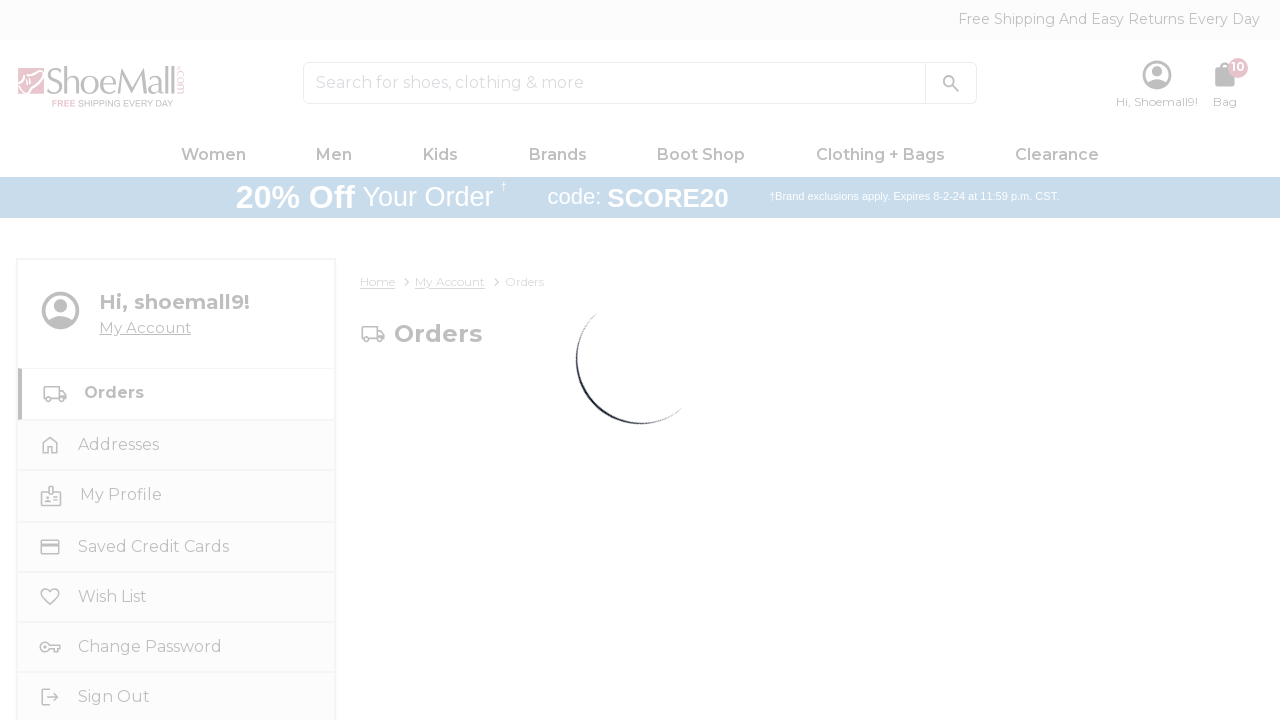 Free Shipping And Easy Returns Every Day
ShoeMall.com
FREE SHIPPING EVERY DAY
Search for shoes, clothing & more
Hi, Shoemall9!
10
Bag
Women Men Kids Brands Boot Shop Clothing + Bags Clearance
20% Off Your Order † code: SCORE20 †Brand exclusions apply. Expires 8-2-24 at 11:59 p.m. CST.
Hi, shoemall9!
My Account
Orders
Addresses
My Profile
Saved Credit Cards
Wish List
Change Password
Sign Out
Home > My Account > Orders
Orders